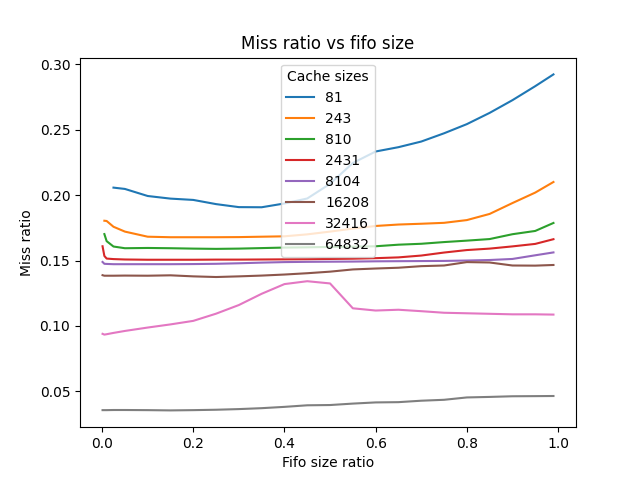 Miss ratio vs fifo size
Cache sizes
81
243
810
2431
8104
16208
32416
64832
0.30
0.25
0.20
0.15
0.10
0.05
Miss ratio
0.0 0.2 0.4 0.6 0.8 1.0
Fifo size ratio